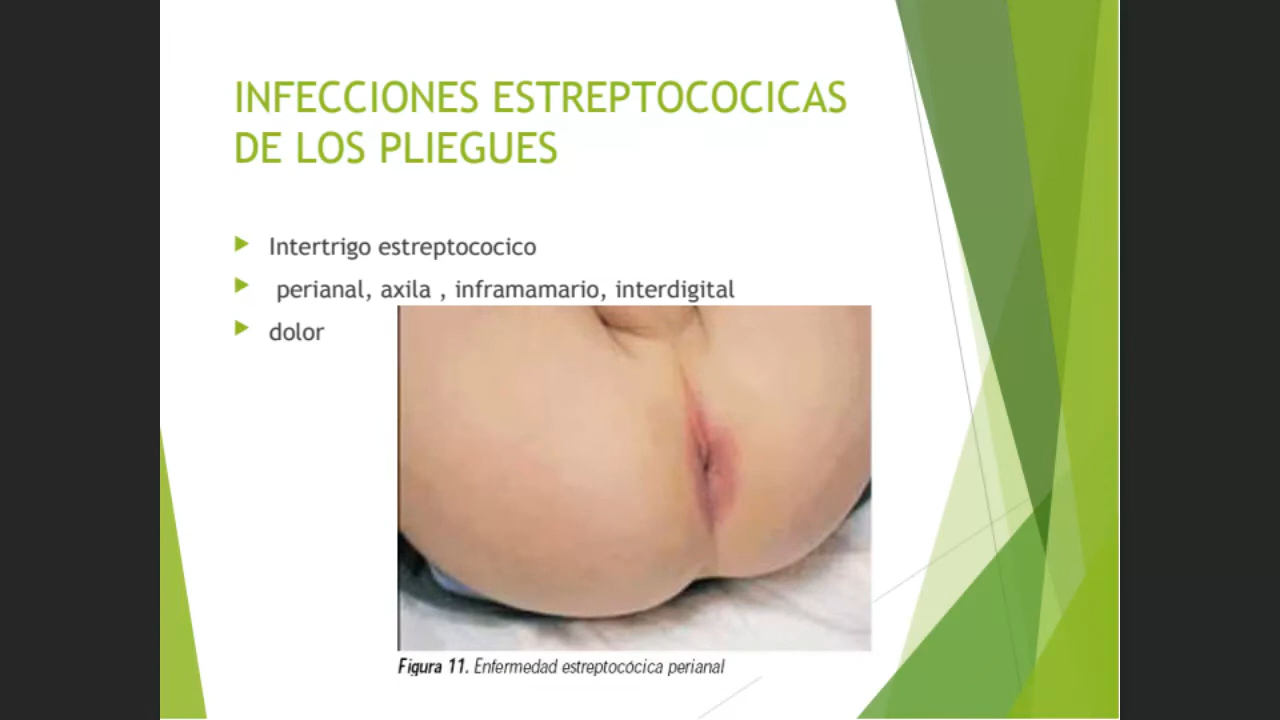 INFECCIONES ESTREPTOCOCICAS
DE LOS PLIEGUES
Intertrigo estreptococico
perianal, axila , inframamario, interdigital
dolor
Figura 11. Enfermedad estreptocócica perianal